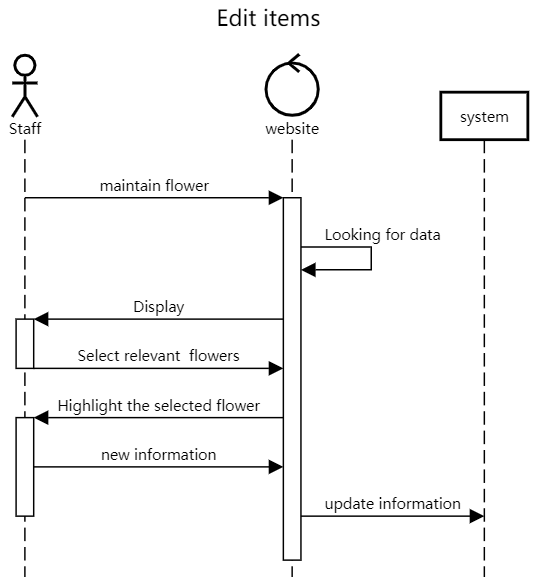 Edit items
Staff
website
system
maintain flower
Looking for data
Display
Select relevant  flowers
Highlight the selected flower
new information
update information